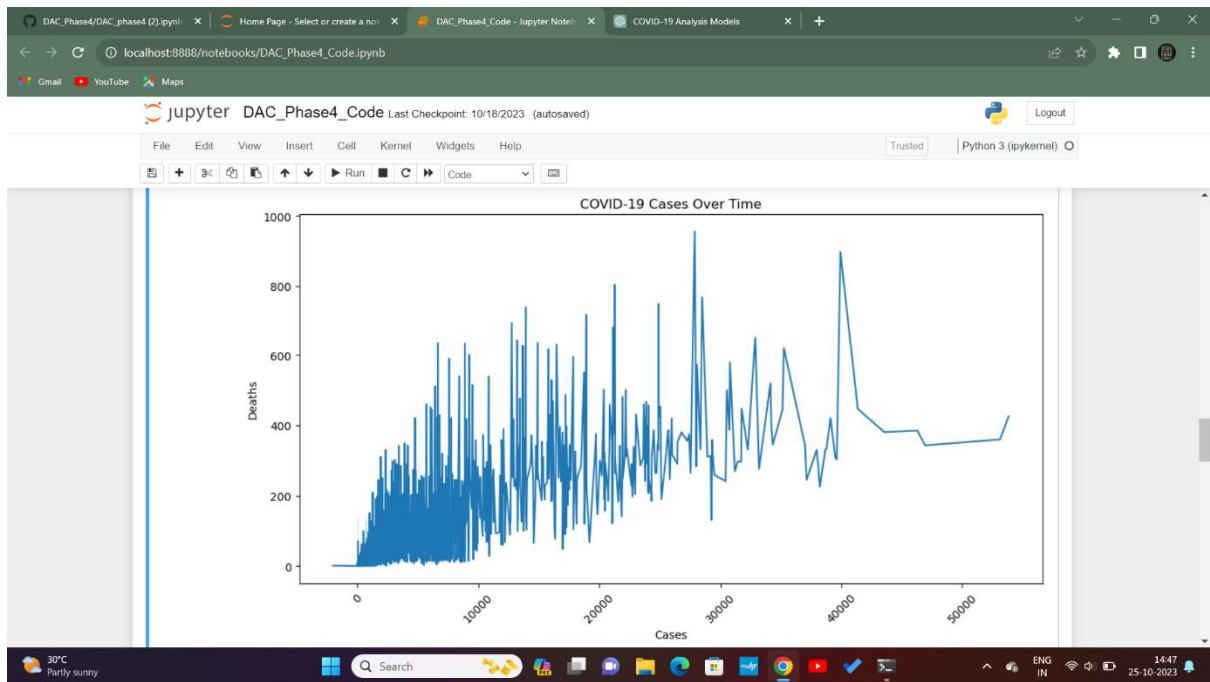 DAC_Phase4/DAC_phase4 (2).ipynb
Home Page - Select or create a not
DAC_Phase4_Code - Jupyter Noteb
COVID-19 Analysis Models
localhost:8888/notebooks/DAC_Phase4_Code.ipynb
Gmail YouTube Maps
jupyter DAC_Phase4_Code Last Checkpoint: 10/18/2023 (autosaved)
Logout
File Edit View Insert Cell Kernel Widgets Help
Trusted Python 3 (ipykernel)
Run Code
COVID-19 Cases Over Time
1000
800
600
400
200
0
Deaths
0 10000 20000 30000 40000 50000
Cases
30°C
Partly sunny
Search
ENG
IN
14:47
25-10-2023